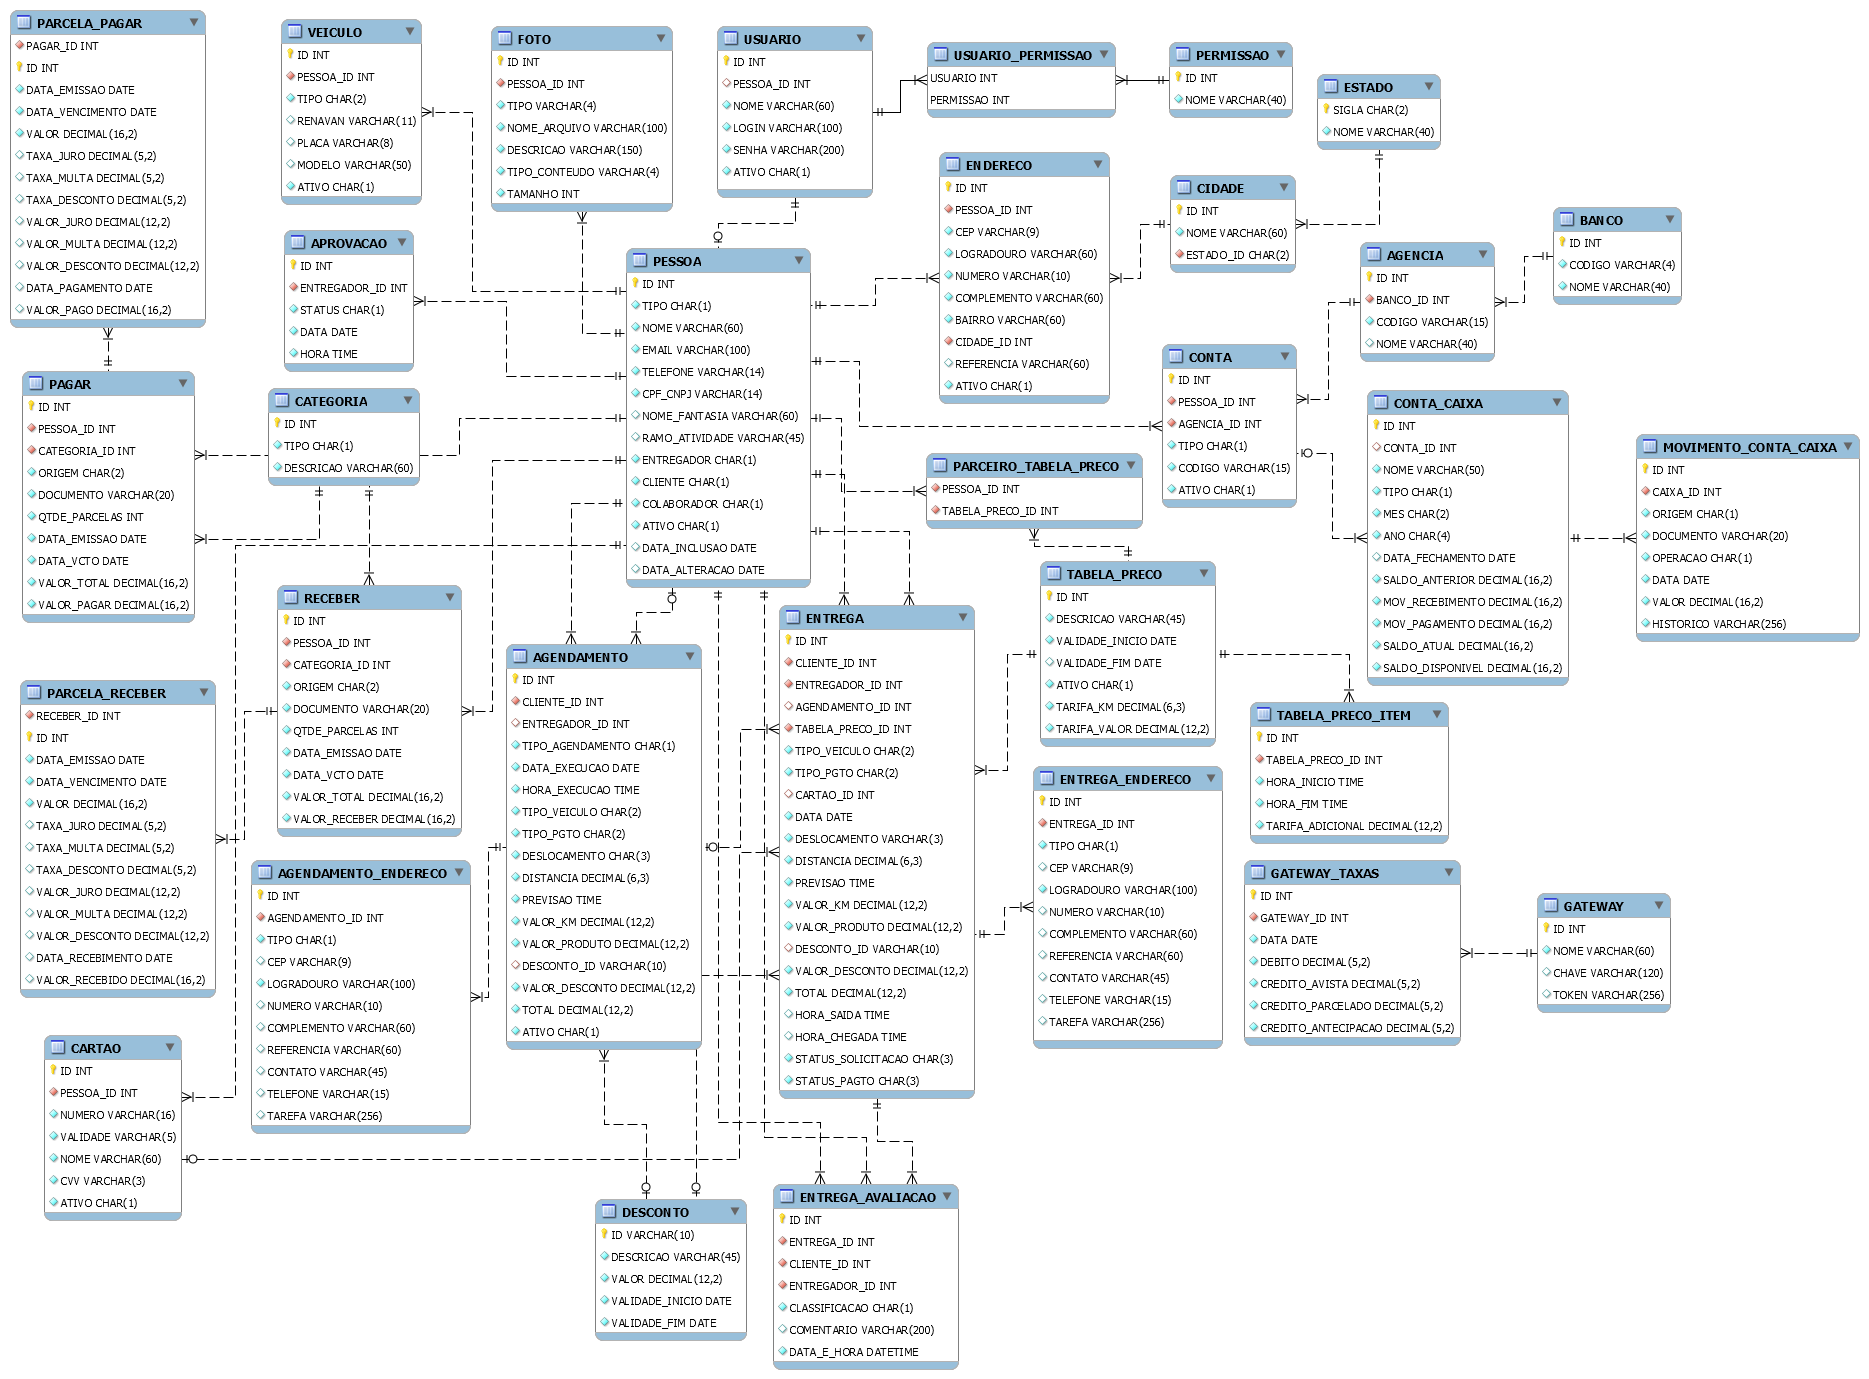 PARCELA_PAGAR
PAGAR_ID INT
ID INT
DATA_EMISSAO DATE
DATA_VENCIMENTO DATE
VALOR DECIMAL(16,2)
TAXA_JURO DECIMAL(5,2)
TAXA_MULTA DECIMAL(5,2)
TAXA_DESCONTO DECIMAL(5,2)
VALOR_JURO DECIMAL(12,2)
VALOR_MULTA DECIMAL(12,2)
VALOR_DESCONTO DECIMAL(12,2)
DATA_PAGAMENTO DATE
VALOR_PAGO DECIMAL(16,2)
VEICULO
ID INT
PESSOA_ID INT
TIPO CHAR(2)
RENAVAN VARCHAR(11)
PLACA VARCHAR(8)
MODELO VARCHAR(50)
ATIVO CHAR(1)
FOTO
ID INT
PESSOA_ID INT
TIPO VARCHAR(4)
NOME_ARQUIVO VARCHAR(100)
DESCRICAO VARCHAR(150)
TIPO_CONTEUDO VARCHAR(4)
TAMANHO INT
USUARIO
ID INT
PESSOA_ID INT
NOME VARCHAR(60)
LOGIN VARCHAR(100)
SENHA VARCHAR(200)
ATIVO CHAR(1)
USUARIO_PERMISSAO
USUARIO INT
PERMISSAO INT
PERMISSAO
ID INT
NOME VARCHAR(40)
ESTADO
SIGLA CHAR(2)
NOME VARCHAR(40)
ENDERECO
ID INT
PESSOA_ID INT
CEP VARCHAR(9)
LOGRADOURO VARCHAR(60)
NUMERO VARCHAR(10)
COMPLEMENTO VARCHAR(60)
BAIRRO VARCHAR(60)
CIDADE_ID INT
REFERENCIA VARCHAR(60)
ATIVO CHAR(1)
CIDADE
ID INT
NOME VARCHAR(60)
ESTADO_ID CHAR(2)
BANCO
ID INT
CODIGO VARCHAR(4)
NOME VARCHAR(40)
AGENCIA
ID INT
BANCO_ID INT
CODIGO VARCHAR(15)
NOME VARCHAR(40)
APROVACAO
ID INT
ENTREGADOR_ID INT
STATUS CHAR(1)
DATA DATE
HORA TIME
PESSOA
ID INT
TIPO CHAR(1)
NOME VARCHAR(60)
EMAIL VARCHAR(100)
TELEFONE VARCHAR(14)
CPF_CNPJ VARCHAR(14)
NOME_FANTASIA VARCHAR(60)
RAMO_ATIVIDADE VARCHAR(45)
ENTREGADOR CHAR(1)
CLIENTE CHAR(1)
COLABORADOR CHAR(1)
ATIVO CHAR(1)
DATA_INCLUSAO DATE
DATA_ALTERACAO DATE
CONTA
ID INT
PESSOA_ID INT
AGENCIA_ID INT
TIPO CHAR(1)
CODIGO VARCHAR(15)
ATIVO CHAR(1)
PAGAR
ID INT
PESSOA_ID INT
CATEGORIA_ID INT
ORIGEM CHAR(2)
DOCUMENTO VARCHAR(20)
QTDE_PARCELAS INT
DATA_EMISSAO DATE
DATA_VCTO DATE
VALOR_TOTAL DECIMAL(16,2)
VALOR_PAGAR DECIMAL(16,2)
CATEGORIA
ID INT
TIPO CHAR(1)
DESCRICAO VARCHAR(60)
CONTA_CAIXA
ID INT
CONTA_ID INT
NOME VARCHAR(50)
TIPO CHAR(1)
MES CHAR(2)
ANO CHAR(4)
DATA_FECHAMENTO DATE
SALDO_ANTERIOR DECIMAL(16,2)
MOV_RECEBIMENTO DECIMAL(16,2)
MOV_PAGAMENTO DECIMAL(16,2)
SALDO_ATUAL DECIMAL(16,2)
SALDO_DISPONIVEL DECIMAL(16,2)
MOVIMENTO_CONTA_CAIXA
ID INT
CAIXA_ID INT
ORIGEM CHAR(1)
DOCUMENTO VARCHAR(20)
OPERACAO CHAR(1)
DATA DATE
VALOR DECIMAL(16,2)
HISTORICO VARCHAR(256)
PARCEIRO_TABELA_PRECO
PESSOA_ID INT
TABELA_PRECO_ID INT
TABELA_PRECO
ID INT
DESCRICAO VARCHAR(45)
VALIDADE_INICIO DATE
VALIDADE_FIM DATE
ATIVO CHAR(1)
TARIFA_KM DECIMAL(6,3)
TARIFA_VALOR DECIMAL(12,2)
RECEBER
ID INT
PESSOA_ID INT
CATEGORIA_ID INT
ORIGEM CHAR(2)
DOCUMENTO VARCHAR(20)
QTDE_PARCELAS INT
DATA_EMISSAO DATE
DATA_VCTO DATE
VALOR_TOTAL DECIMAL(16,2)
VALOR_RECEBER DECIMAL(16,2)
ENTREGA
ID INT
CLIENTE_ID INT
ENTREGADOR_ID INT
AGENDAMENTO_ID INT
TABELA_PRECO_ID INT
TIPO_VEICULO CHAR(2)
TIPO_PGTO CHAR(2)
CARTAO_ID INT
DATA DATE
DESLOCAMENTO VARCHAR(3)
DISTANCIA DECIMAL(6,3)
PREVISAO TIME
VALOR_KM DECIMAL(12,2)
VALOR_PRODUTO DECIMAL(12,2)
DESCONTO_ID VARCHAR(10)
VALOR_DESCONTO DECIMAL(12,2)
TOTAL DECIMAL(12,2)
HORA_SAIDA TIME
HORA_CHEGADA TIME
STATUS_SOLICITACAO CHAR(3)
STATUS_PAGTO CHAR(3)
AGENDAMENTO
ID INT
CLIENTE_ID INT
ENTREGADOR_ID INT
TIPO_AGENDAMENTO CHAR(1)
DATA_EXECUCAO DATE
HORA_EXECUCAO TIME
TIPO_VEICULO CHAR(2)
TIPO_PGTO CHAR(2)
DESLOCAMENTO CHAR(3)
DISTANCIA DECIMAL(6,3)
PREVISAO TIME
VALOR_KM DECIMAL(12,2)
VALOR_PRODUTO DECIMAL(12,2)
DESCONTO_ID VARCHAR(10)
VALOR_DESCONTO DECIMAL(12,2)
TOTAL DECIMAL(12,2)
ATIVO CHAR(1)
PARCELA_RECEBER
RECEBER_ID INT
ID INT
DATA_EMISSAO DATE
DATA_VENCIMENTO DATE
VALOR DECIMAL(16,2)
TAXA_JURO DECIMAL(5,2)
TAXA_MULTA DECIMAL(5,2)
TAXA_DESCONTO DECIMAL(5,2)
VALOR_JURO DECIMAL(12,2)
VALOR_MULTA DECIMAL(12,2)
VALOR_DESCONTO DECIMAL(12,2)
DATA_RECEBIMENTO DATE
VALOR_RECEBIDO DECIMAL(16,2)
TABELA_PRECO_ITEM
ID INT
TABELA_PRECO_ID INT
HORA_INICIO TIME
HORA_FIM TIME
TARIFA_ADICIONAL DECIMAL(12,2)
ENTREGA_ENDERECO
ID INT
ENTREGA_ID INT
TIPO CHAR(1)
CEP VARCHAR(9)
LOGRADOURO VARCHAR(100)
NUMERO VARCHAR(10)
COMPLEMENTO VARCHAR(60)
REFERENCIA VARCHAR(60)
CONTATO VARCHAR(45)
TELEFONE VARCHAR(15)
TAREFA VARCHAR(256)
AGENDAMENTO_ENDERECO
ID INT
AGENDAMENTO_ID INT
TIPO CHAR(1)
CEP VARCHAR(9)
LOGRADOURO VARCHAR(100)
NUMERO VARCHAR(10)
COMPLEMENTO VARCHAR(60)
REFERENCIA VARCHAR(60)
CONTATO VARCHAR(45)
TELEFONE VARCHAR(15)
TAREFA VARCHAR(256)
GATEWAY_TAXAS
ID INT
GATEWAY_ID INT
DATA DATE
DEBITO DECIMAL(5,2)
CREDITO_AVISTA DECIMAL(5,2)
CREDITO_PARCELADO DECIMAL(5,2)
CREDITO_ANTECIPACAO DECIMAL(5,2)
GATEWAY
ID INT
NOME VARCHAR(60)
CHAVE VARCHAR(120)
TOKEN VARCHAR(256)
CARTAO
ID INT
PESSOA_ID INT
NUMERO VARCHAR(16)
VALIDADE VARCHAR(5)
NOME VARCHAR(60)
CVV VARCHAR(3)
ATIVO CHAR(1)
DESCONTO
ID VARCHAR(10)
DESCRICAO VARCHAR(45)
VALOR DECIMAL(12,2)
VALIDADE_INICIO DATE
VALIDADE_FIM DATE
ENTREGA_AVALIACAO
ID INT
ENTREGA_ID INT
CLIENTE_ID INT
ENTREGADOR_ID INT
CLASSIFICACAO CHAR(1)
COMENTARIO VARCHAR(200)
DATA_E_HORA DATETIME